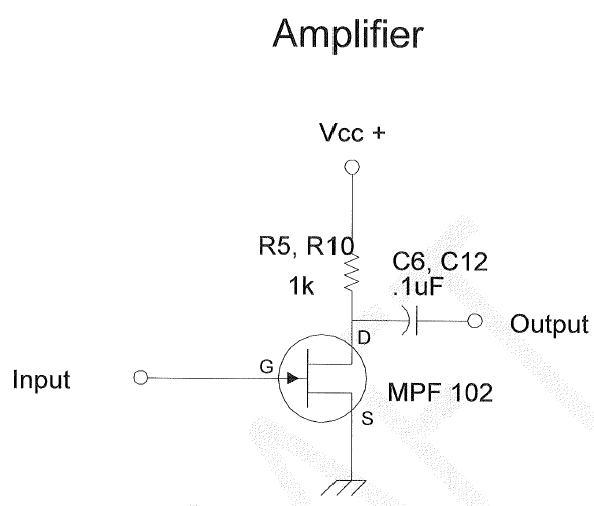 Amplifier
Vcc +
R5, R10
1k
C6, C12
.1uF
Output
D
G
Input
MPF 102
S